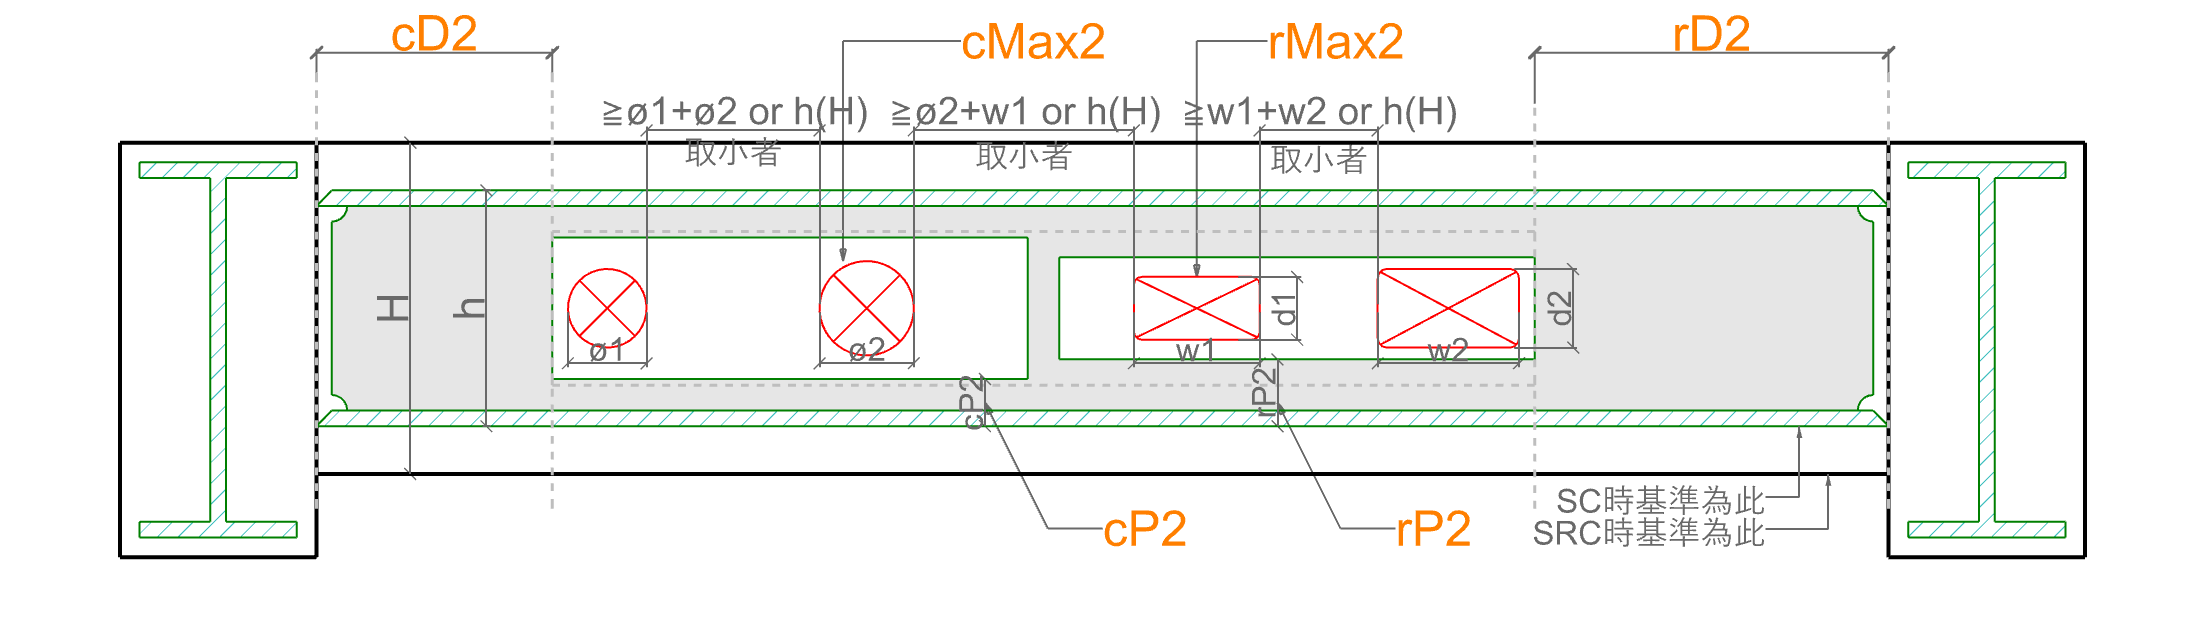 cD2
cMax2
rMax2
rD2
≧ø1+ø2 or h(H)
取小者
≧ø2+w1 or h(H)
取小者
≧w1+w2 or h(H)
取小者
H
h
ø1
ø2
w1
d1
w2
d2
cP2
rP2
cP2
rP2
SC時基準為此
SRC時基準為此